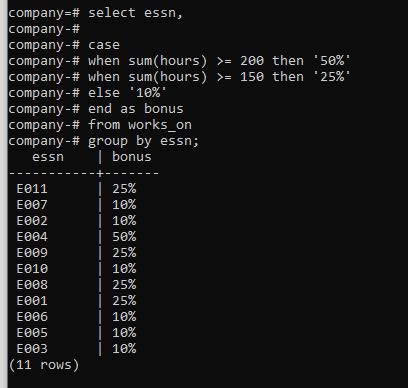 company=# select essn,
company-#
company-# case
company-# when sum(hours) >= 200 then '50%'
company-# when sum(hours) >= 150 then '25%'
company-# else '10%'
company-# end as bonus
company-# from works_on
company-# group by essn;
   essn    | bonus
-----------+-------
 E011      | 25%
 E007      | 10%
 E002      | 10%
 E004      | 50%
 E009      | 25%
 E010      | 10%
 E008      | 25%
 E001      | 25%
 E006      | 10%
 E005      | 10%
 E003      | 10%
(11 rows)